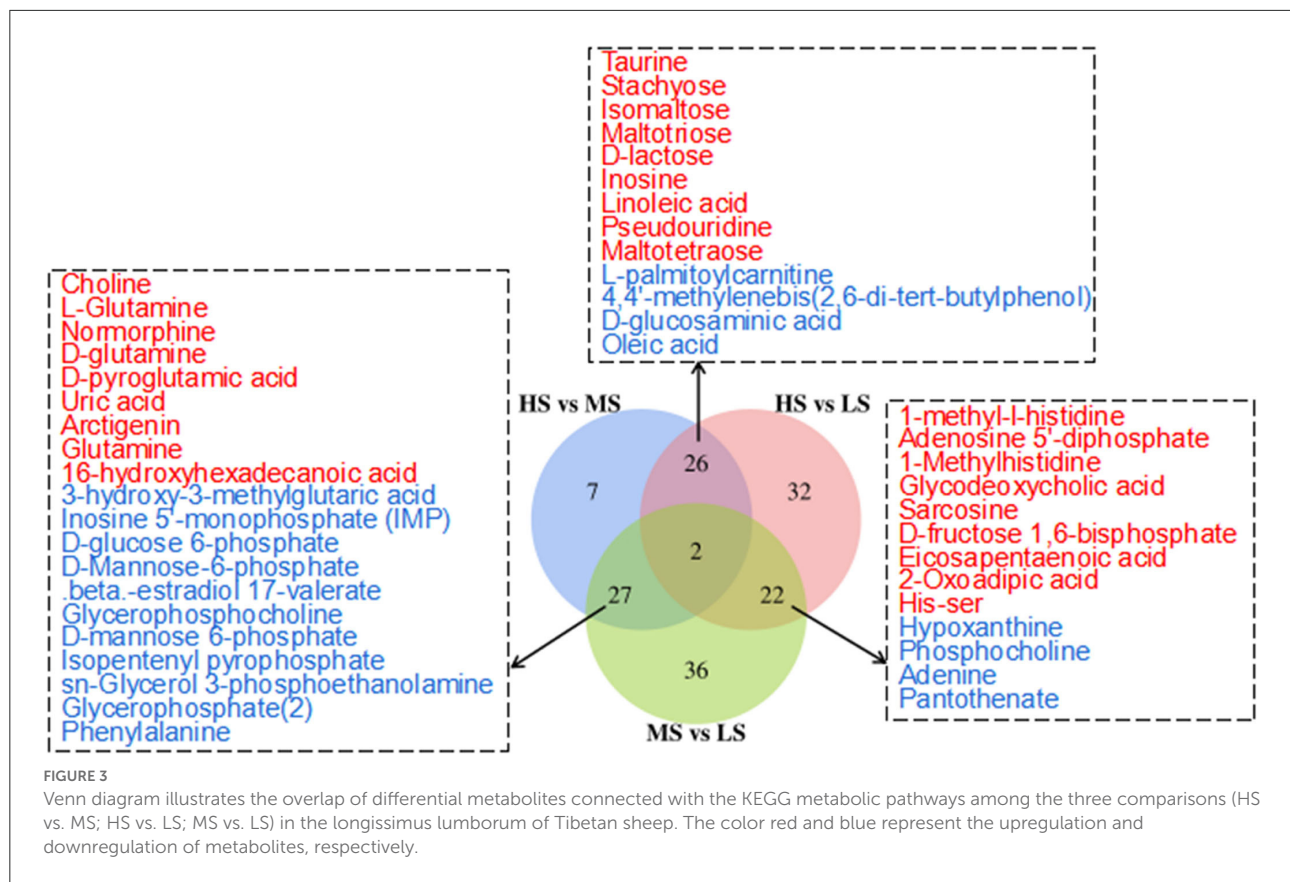 Taurine
Stachyose
Isomaltose
Maltotriose
D-lactose
Inosine
Linoleic acid
Pseudouridine
Maltotetraose
L-palmitoylcarnitine
4,4'-methylenebis(2,6-di-tert-butylphenol)
D-glucosaminic acid
Oleic acid
Choline
L-Glutamine
Normorphine
D-glutamine
D-pyroglutamic acid
Uric acid
Arctigenin
Glutamine
16-hydroxyhexadecanoic acid
3-hydroxy-3-methylglutaric acid
Inosine 5'-monophosphate (IMP)
D-glucose 6-phosphate
D-Mannose-6-phosphate
.beta.-estradiol 17-valerate
Glycerophosphocholine
D-mannose 6-phosphate
Isopentenyl pyrophosphate
sn-Glycerol 3-phosphoethanolamine
Glycerophosphate(2)
Phenylalanine
HS vs MS
HS vs LS
26
7
32
2
27
22
36
MS vs LS
1-methyl-l-histidine
Adenosine 5'-diphosphate
1-Methylhistidine
Glycodeoxycholic acid
Sarcosine
D-fructose 1,6-bisphosphate
Eicosapentaenoic acid
2-Oxoadipic acid
His-ser
Hypoxanthine
Phosphocholine
Adenine
Pantothenate
FIGURE 3
Venn diagram illustrates the overlap of differential metabolites connected with the KEGG metabolic pathways among the three comparisons (HS
vs. MS; HS vs. LS; MS vs. LS) in the longissimus lumborum of Tibetan sheep. The color red and blue represent the upregulation and
downregulation of metabolites, respectively.